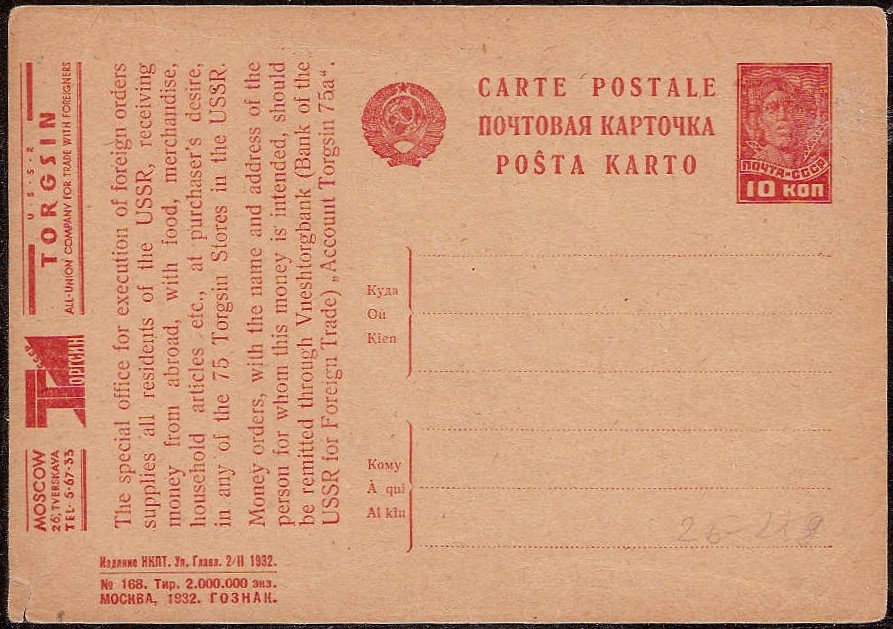 U·S·S·R
TORGSIN
ALL-UNION COMPANY FOR TRADE WITH FOREIGNERS
СССР
Торгсин
MOSCOW
26, TVERSKAYA
TEL· 5·67·33
The special office for execution of foreign orders
supplies all residents of the USSR, receiving
money from abroad, with food, merchandise,
household articles etc., at purchaser's desire,
in any of the 75 Torgsin Stores in the USSR.
Money orders, with the name and address of the
person for whom this money is intended, should
be remitted through Vneshtorgbank (Bank of the
USSR for Foreign Trade) „Account Torgsin 75a“.
CARTE POSTALE
ПОЧТОВАЯ КАРТОЧКА
POŜTA KARTO
ПОЧТА-СССР
10 КОП
Куда
Où
Kien
Кому
À qui
Al kiu
Издание НКПТ. Уп. Главл. 2/II 1932.
№ 168. Тир. 2.000.000 экз.
МОСКВА, 1932. ГОЗНАК.